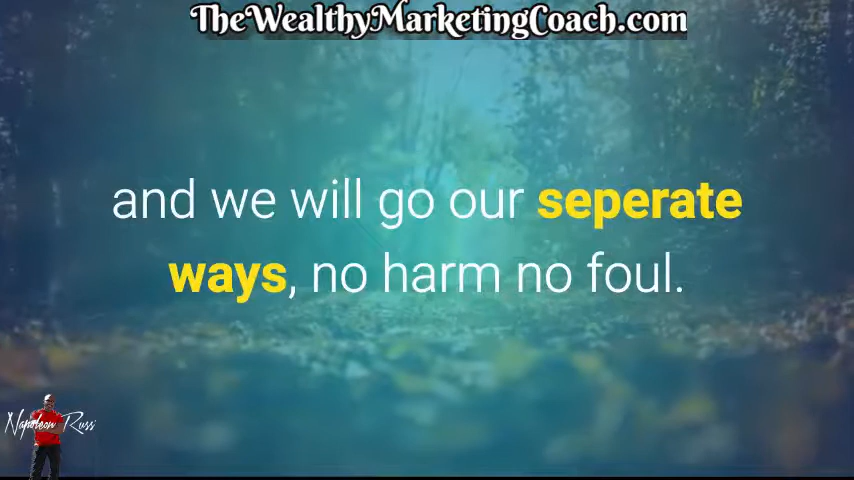 TheWealthyMarketingCoach.com
and we will go our seperate
ways, no harm no foul.
Napoleon Russ